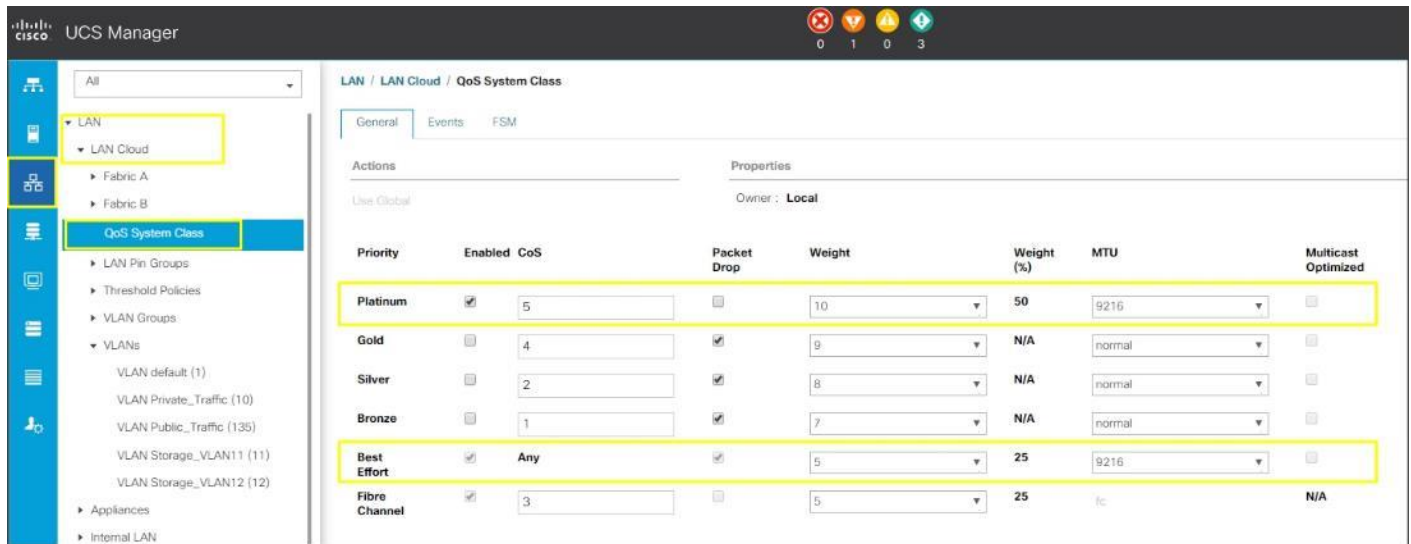 cisco UCS Manager
0 1 0 3
All
LAN
LAN Cloud
Fabric A
Fabric B
QoS System Class
LAN Pin Groups
Threshold Policies
VLAN Groups
VLANs
VLAN default (1)
VLAN Private_Traffic (10)
VLAN Public_Traffic (135)
VLAN Storage_VLAN11 (11)
VLAN Storage_VLAN12 (12)
Appliances
Internal LAN
LAN / LAN Cloud / QoS System Class
General Events FSM
Actions Properties
Use Global Owner : Local
Priority Enabled CoS Packet Drop Weight Weight (%) MTU Multicast Optimized
Platinum 5 10 50 9216
Gold 4 9 N/A normal
Silver 2 8 N/A normal
Bronze 1 7 N/A normal
Best Effort Any 5 25 9216
Fibre Channel 3 5 25 fc N/A